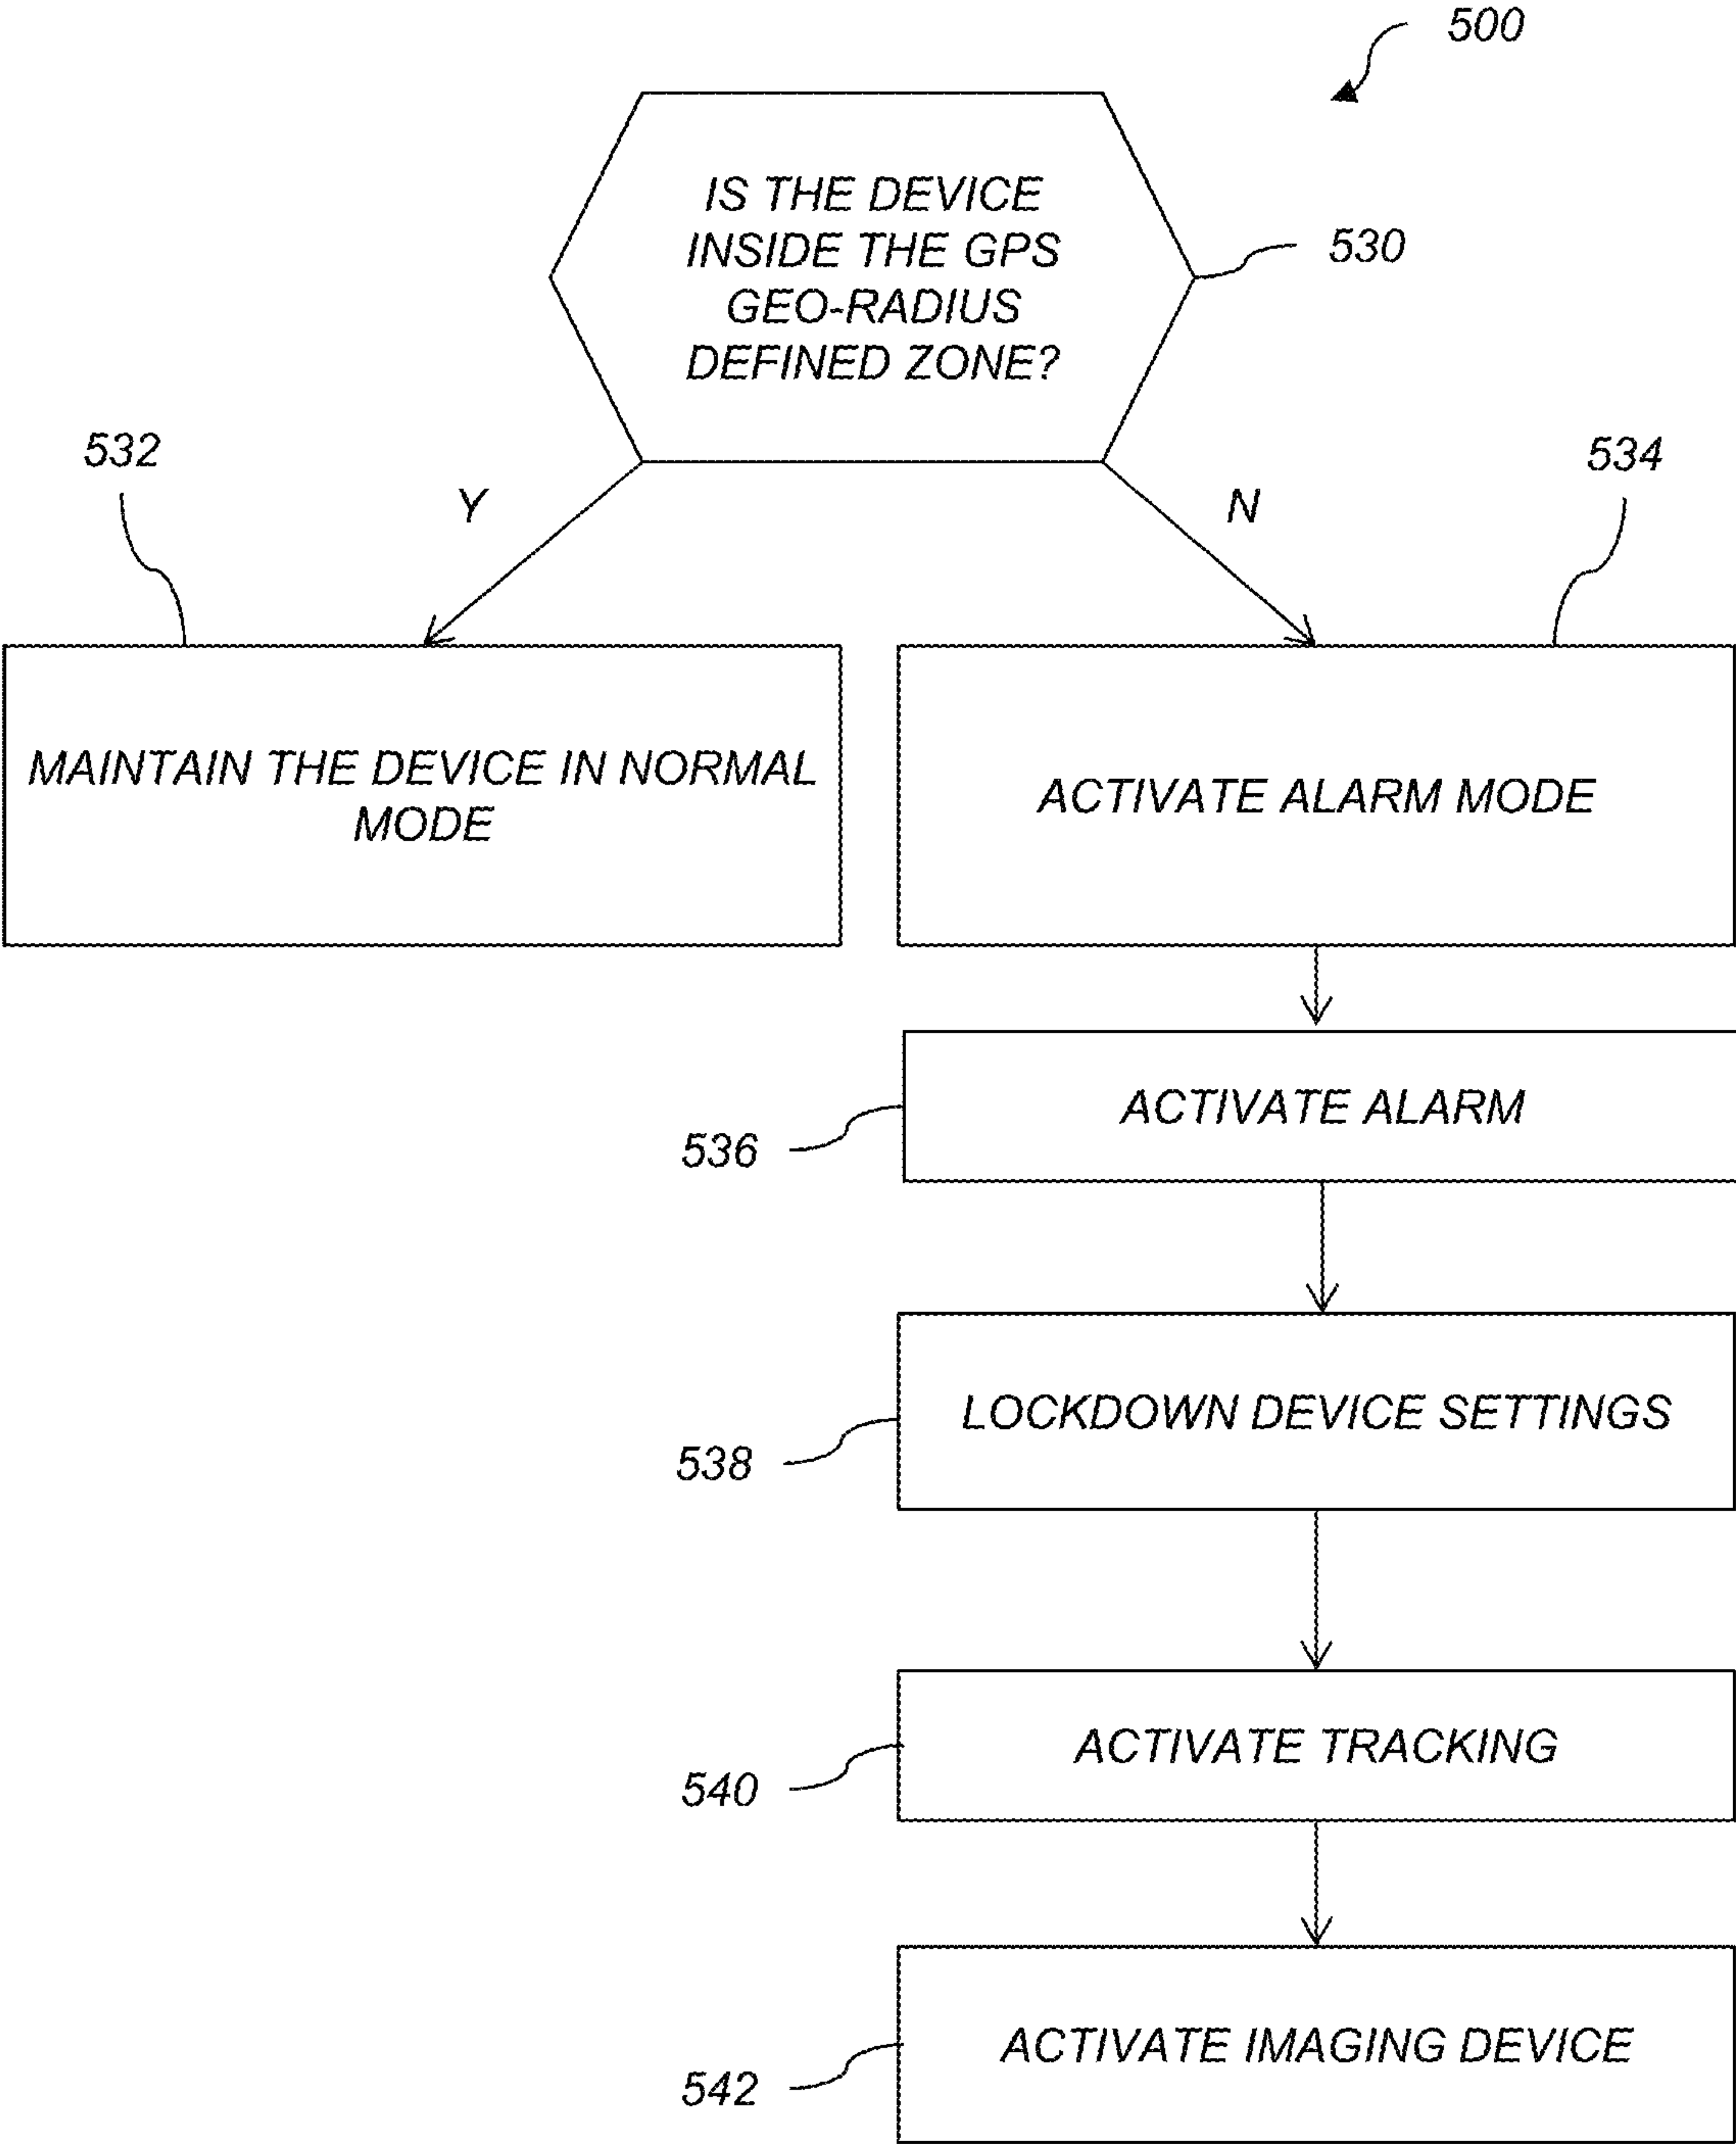 500
IS THE DEVICE
INSIDE THE GPS
GEO-RADIUS
DEFINED ZONE?
530
532
Y
N
534
MAINTAIN THE DEVICE IN NORMAL
MODE
ACTIVATE ALARM MODE
ACTIVATE ALARM
536
LOCKDOWN DEVICE SETTINGS
538
ACTIVATE TRACKING
540
ACTIVATE IMAGING DEVICE
542